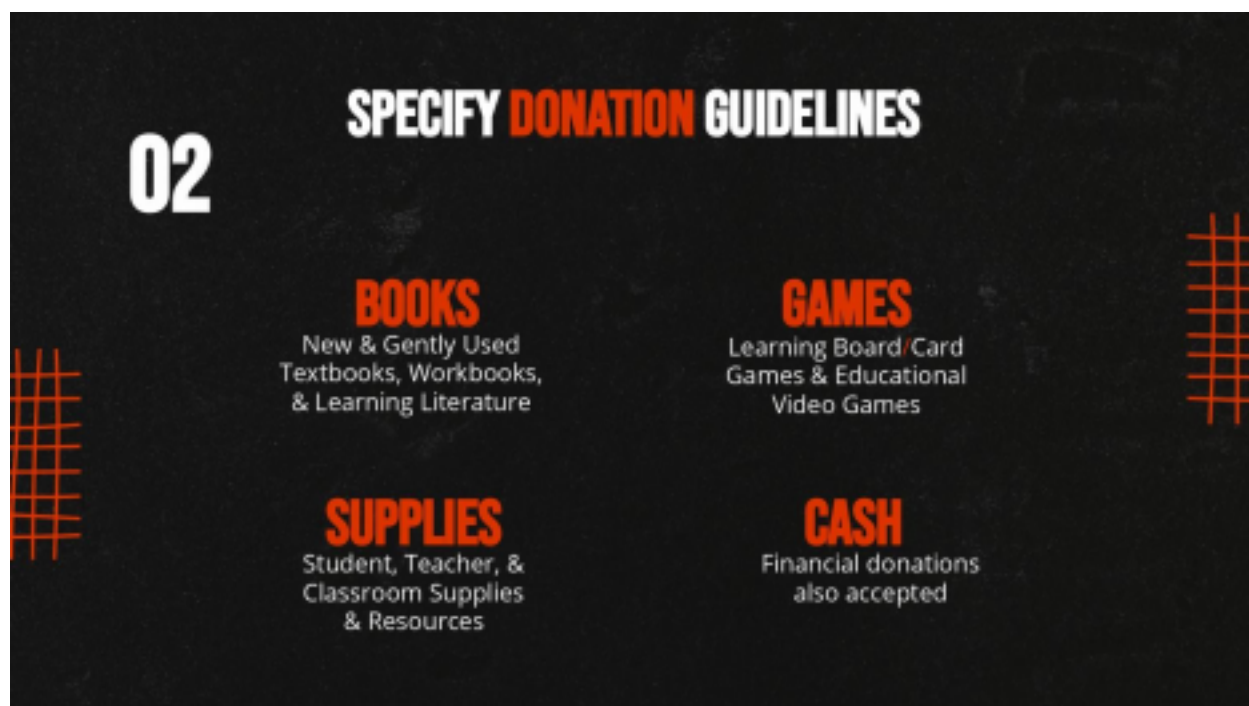 SPECIFY DONATION GUIDELINES
02
BOOKS
New & Gently Used
Textbooks, Workbooks,
& Learning Literature
GAMES
Learning Board/Card
Games & Educational
Video Games
SUPPLIES
Student, Teacher, &
Classroom Supplies
& Resources
CASH
Financial donations
also accepted